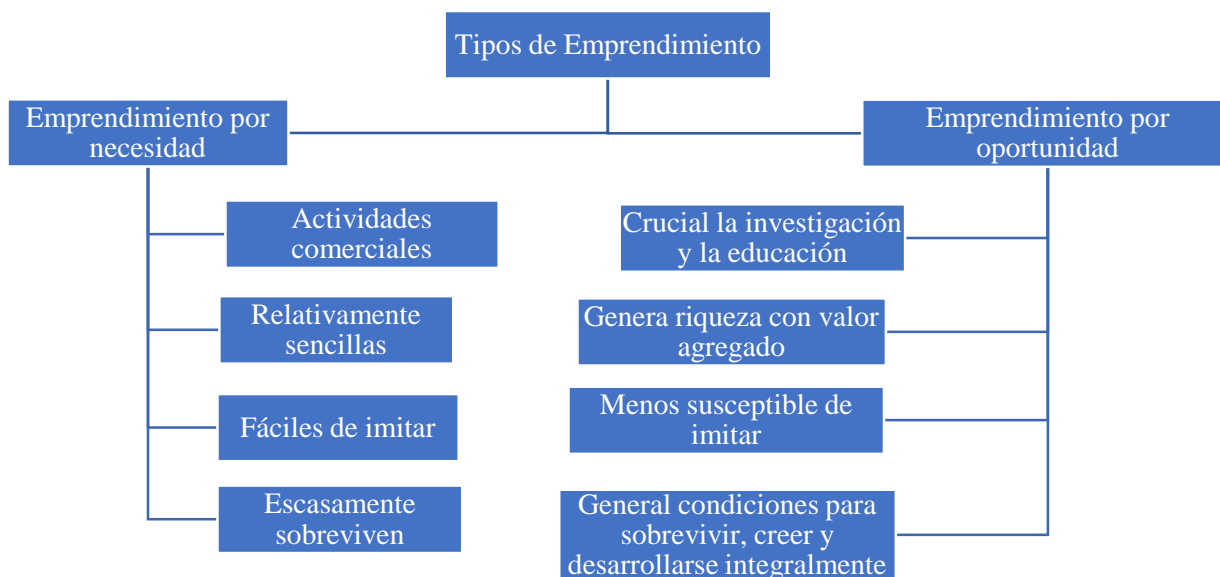 Tipos de Emprendimiento
Emprendimiento por
necesidad
Actividades
comerciales
Relativamente
sencillas
Fáciles de imitar
Escasamente
sobreviven
Emprendimiento por
oportunidad
Crucial la investigación
y la educación
Genera riqueza con valor
agregado
Menos susceptible de
imitar
General condiciones para
sobrevivir, creer y
desarrollarse integralmente